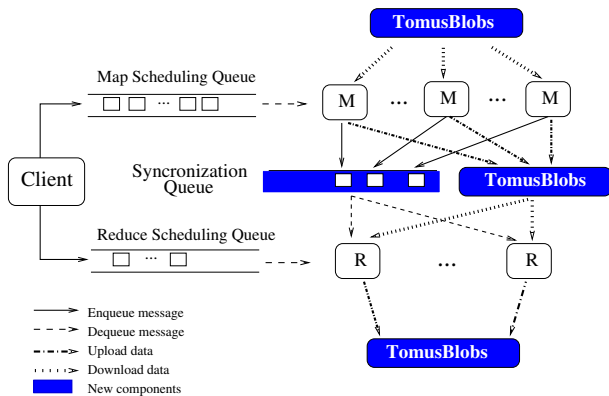 TomusBlobs
Map Scheduling Queue
...
M ... M ... M
Client
Syncronization
Queue
TomusBlobs
Reduce Scheduling Queue
...
R ... R
Enqueue message
Dequeue message
Upload data
Download data
New components
TomusBlobs